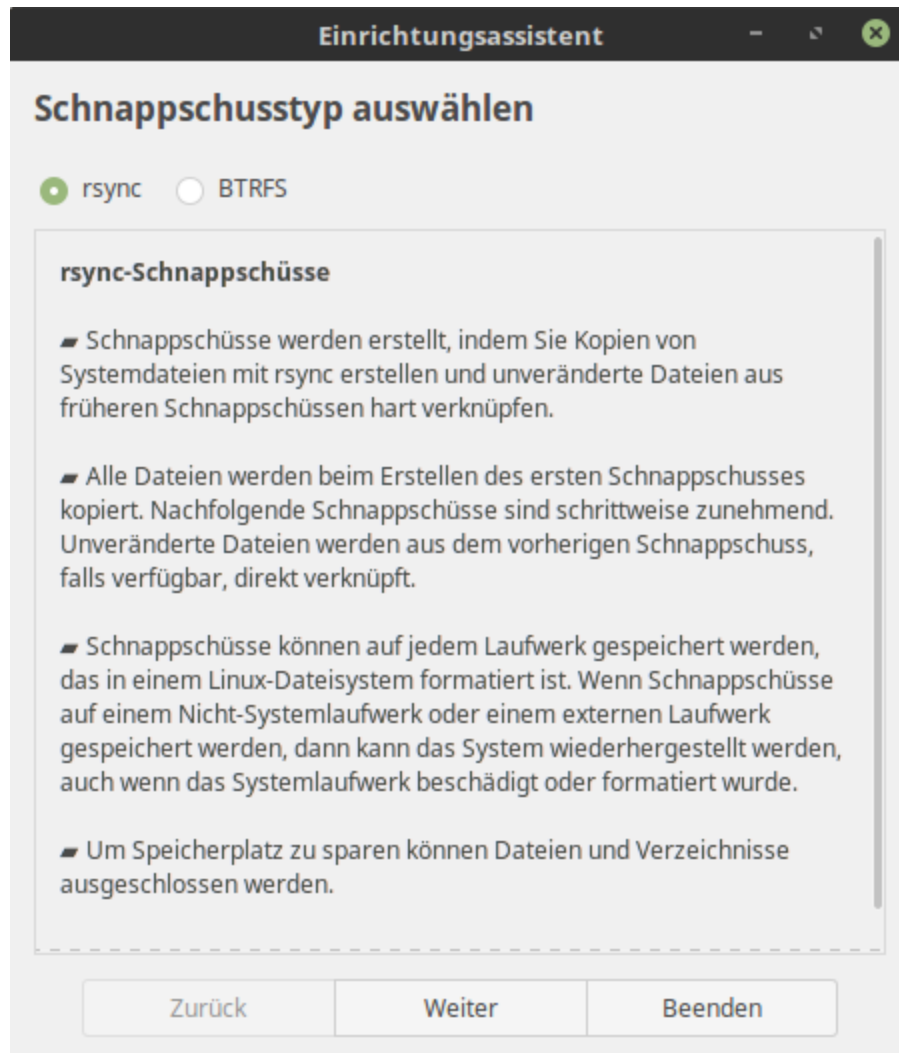 Einrichtungsassistent
Schnappschusstyp auswählen
rsync BTRFS
rsync-Schnappschüsse
▰ Schnappschüsse werden erstellt, indem Sie Kopien von
Systemdateien mit rsync erstellen und unveränderte Dateien aus
früheren Schnappschüssen hart verknüpfen.
▰ Alle Dateien werden beim Erstellen des ersten Schnappschusses
kopiert. Nachfolgende Schnappschüsse sind schrittweise zunehmend.
Unveränderte Dateien werden aus dem vorherigen Schnappschuss,
falls verfügbar, direkt verknüpft.
▰ Schnappschüsse können auf jedem Laufwerk gespeichert werden,
das in einem Linux-Dateisystem formatiert ist. Wenn Schnappschüsse
auf einem Nicht-Systemlaufwerk oder einem externen Laufwerk
gespeichert werden, dann kann das System wiederhergestellt werden,
auch wenn das Systemlaufwerk beschädigt oder formatiert wurde.
▰ Um Speicherplatz zu sparen können Dateien und Verzeichnisse
ausgeschlossen werden.
Zurück Weiter Beenden